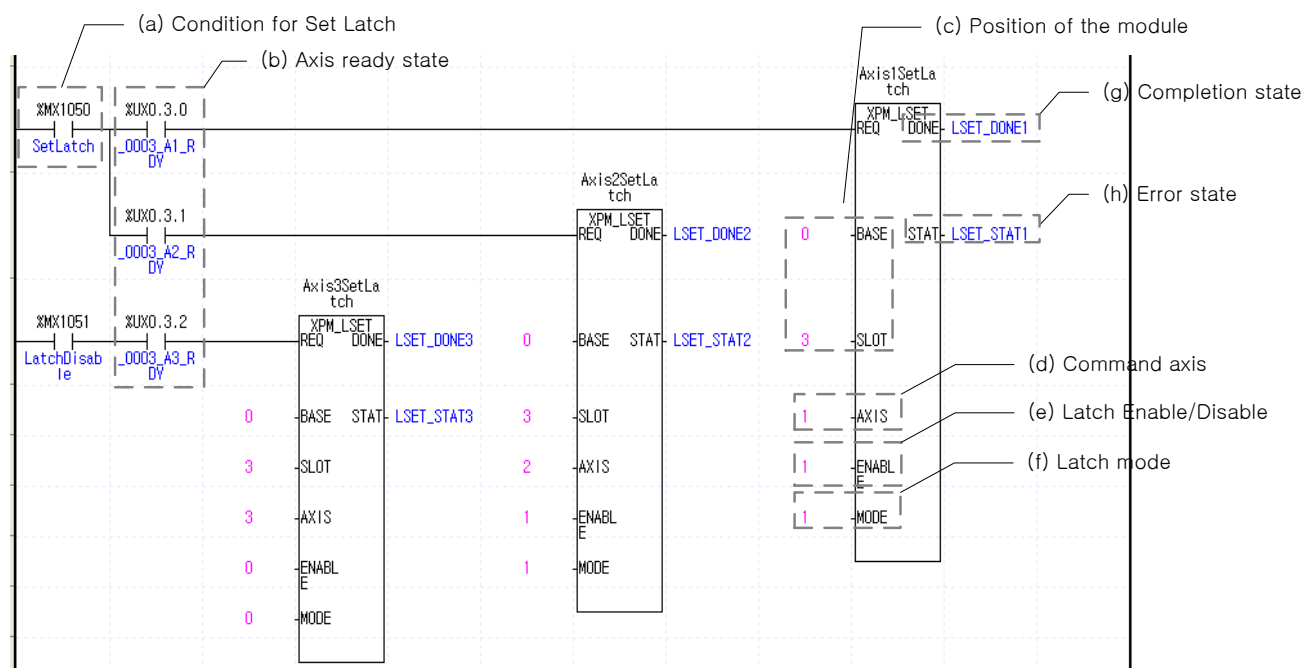 (a) Condition for Set Latch
(c) Position of the module
(b) Axis ready state
Axis1SetLa
tch
(g) Completion state
%MX1050
%UX0.3.0
XPM_LSET
REQ DONE LSET_DONE1
SetLatch
_0003_A1_R
DY
Axis2SetLa
tch
(h) Error state
%UX0.3.1
XPM_LSET
REQ DONE LSET_DONE2
0 BASE STAT LSET_STAT1
_0003_A2_R
DY
Axis3SetLa
tch
%MX1051
%UX0.3.2
XPM_LSET
REQ DONE LSET_DONE3
0 BASE STAT LSET_STAT2
3 SLOT
LatchDisab
le
_0003_A3_R
DY
(d) Command axis
0 BASE STAT LSET_STAT3
3 SLOT
1 AXIS
(e) Latch Enable/Disable
3 SLOT
2 AXIS
1 ENABL
E
(f) Latch mode
3 AXIS
1 ENABL
E
1 MODE
0 ENABL
E
1 MODE
0 MODE